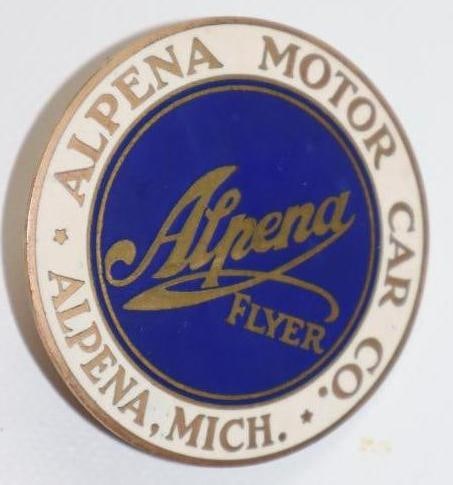 ALPENA MOTOR CAR CO.
Alpena
FLYER
ALPENA, MICH.